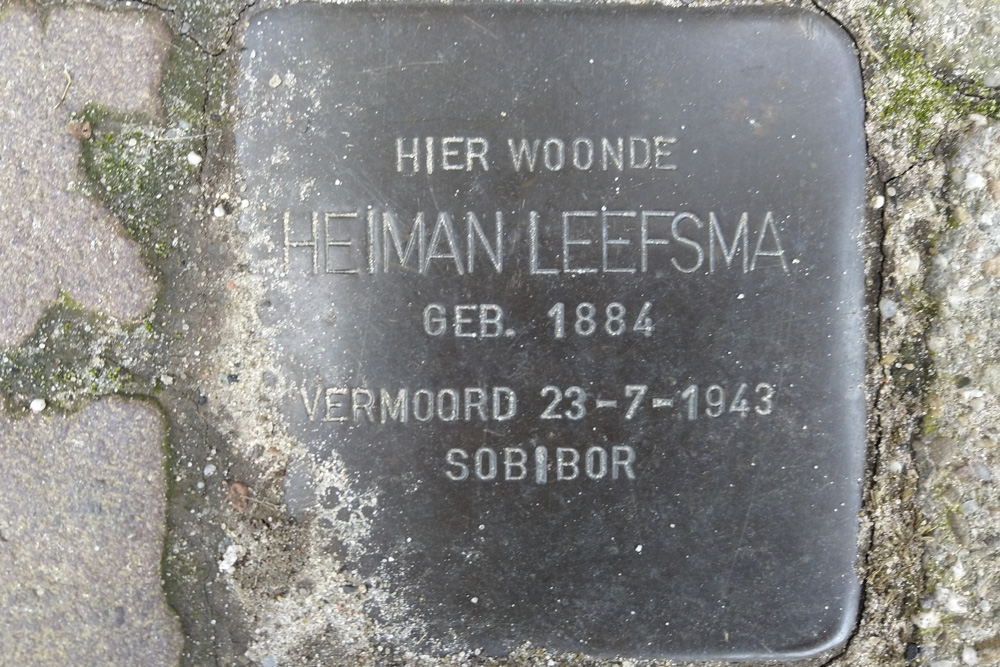 HIER WOONDE
HEIMAN LEEFSMA
GEB. 1884
VERMOORD 23-7-1943
SOBIBOR